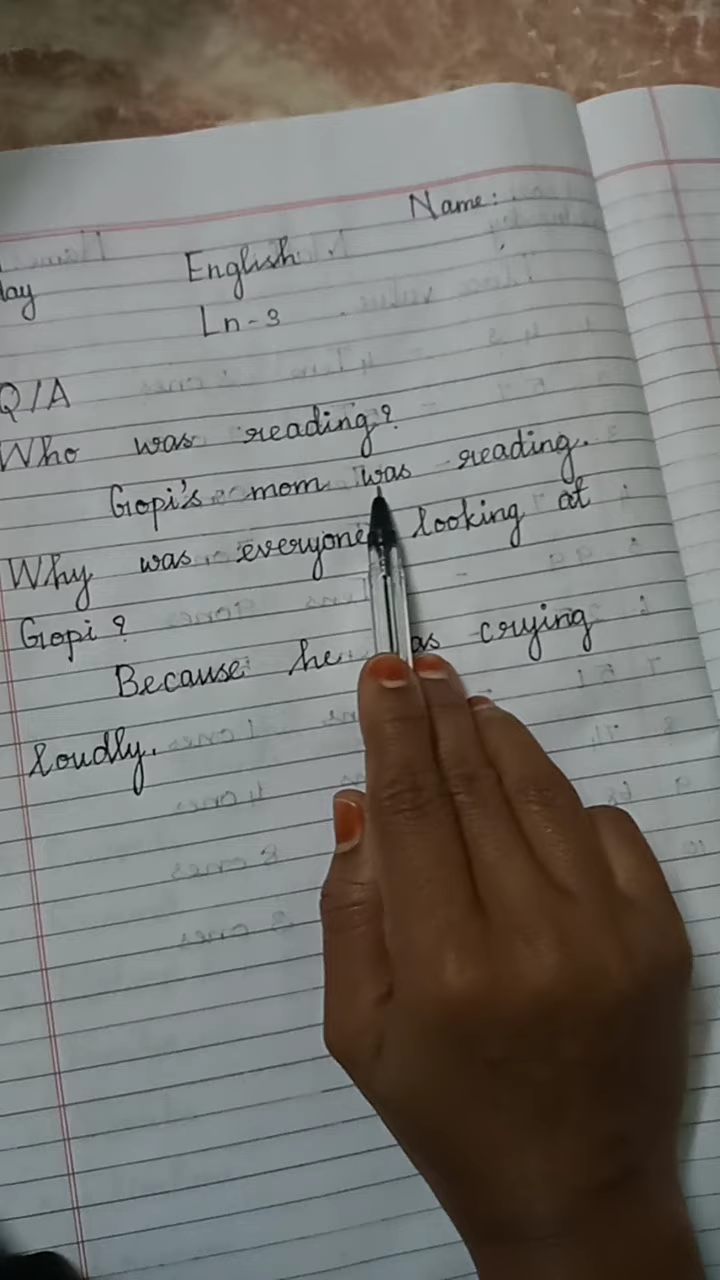 Name:
English
Ln-3
Q/A
Who was reading?
Gopi's mom was reading.
Why was everyone looking at
Gopi?
Because he crying
loudly.